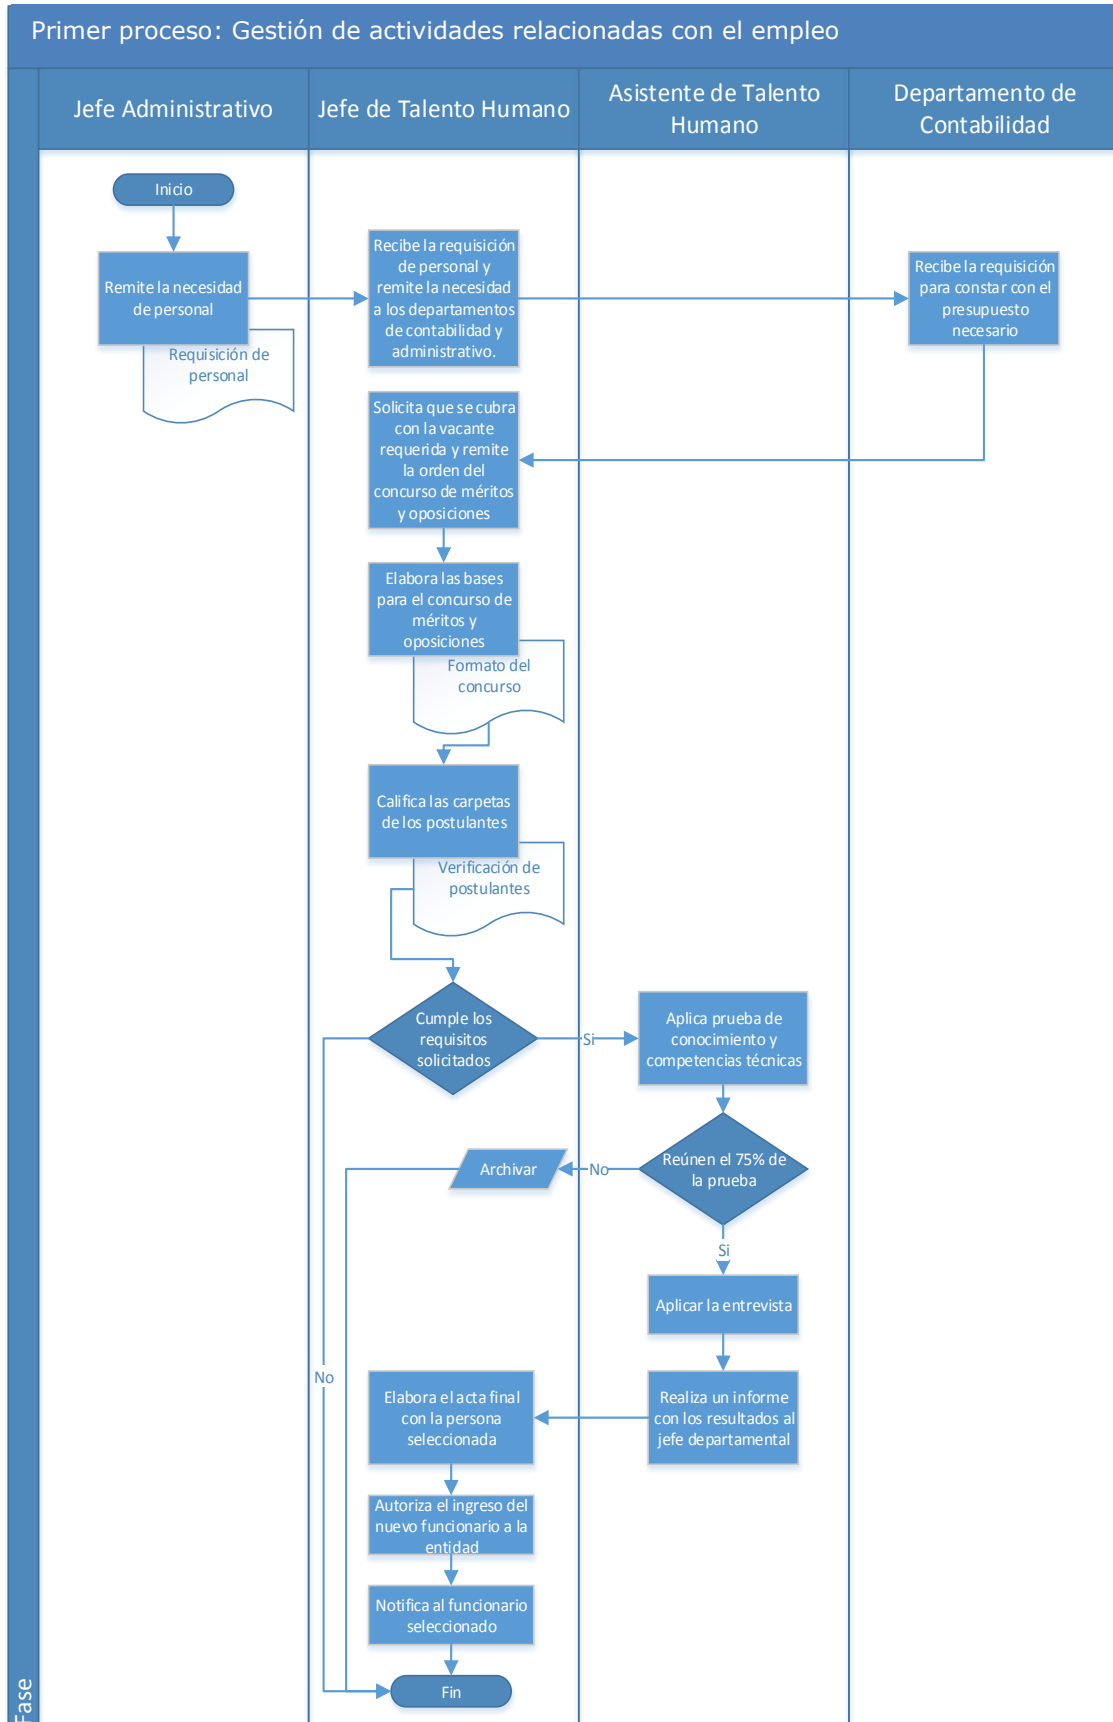 Primer proceso: Gestión de actividades relacionadas con el empleo
Jefe Administrativo
Jefe de Talento Humano
Asistente de Talento
Humano
Departamento de
Contabilidad
Inicio
Remite la necesidad
de personal
Requisición de
personal
Recibe la requisición
de personal y
remite la necesidad
a los departamentos
de contabilidad y
administrativo.
Recibe la requisición
para constar con el
presupuesto
necesario
Solicita que se cubra
con la vacante
requerida y remite
la orden del
concurso de méritos
y oposiciones
Elabora las bases
para el concurso de
méritos y
oposiciones
Formato del
concurso
Califica las carpetas
de los postulantes
Verificación de
postulantes
Cumple los
requisitos
solicitados
Si
Aplica prueba de
conocimiento y
competencias técnicas
Reúnen el 75% de
la prueba
No
Archivar
Si
Aplicar la entrevista
No
Realiza un informe
con los resultados al
jefe departamental
Elabora el acta final
con la persona
seleccionada
Autoriza el ingreso del
nuevo funcionario a la
entidad
Notifica al funcionario
seleccionado
Fin
Fase